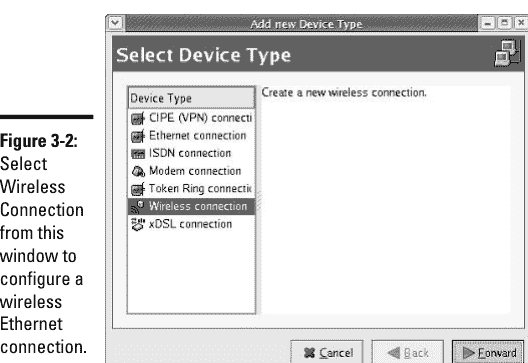 Add new Device Type
Select Device Type
Device Type
CIPE (VPN) connecti
Ethernet connection
ISDN connection
Modem connection
Token Ring connectic
Wireless connection
xDSL connection
Create a new wireless connection.
Cancel
Back
Forward
Figure 3-2:
Select
Wireless
Connection
from this
window to
configure a
wireless
Ethernet
connection.